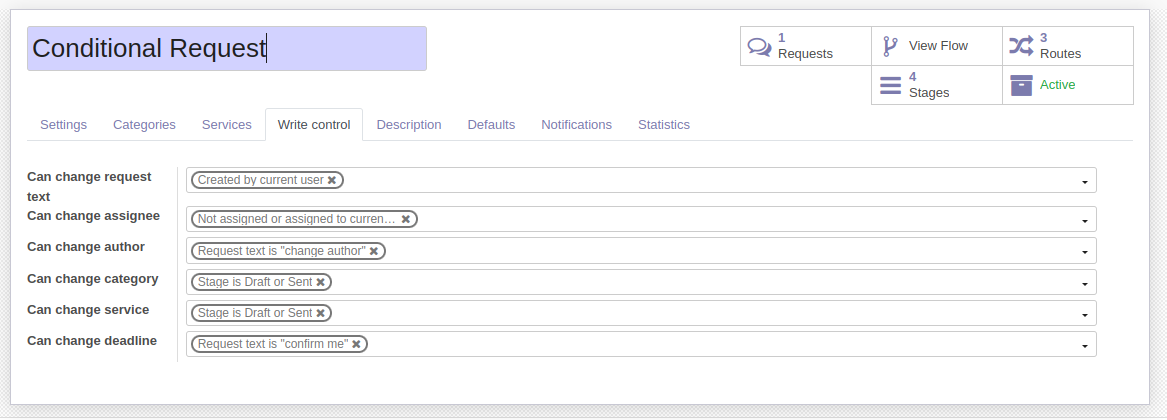 Conditional Request
1
Requests
View Flow
3
Routes
4
Stages
Active
Settings Categories Services Write control Description Defaults Notifications Statistics
Can change request
text
Created by current user
Can change assignee
Not assigned or assigned to curren…
Can change author
Request text is "change author"
Can change category
Stage is Draft or Sent
Can change service
Stage is Draft or Sent
Can change deadline
Request text is "confirm me"